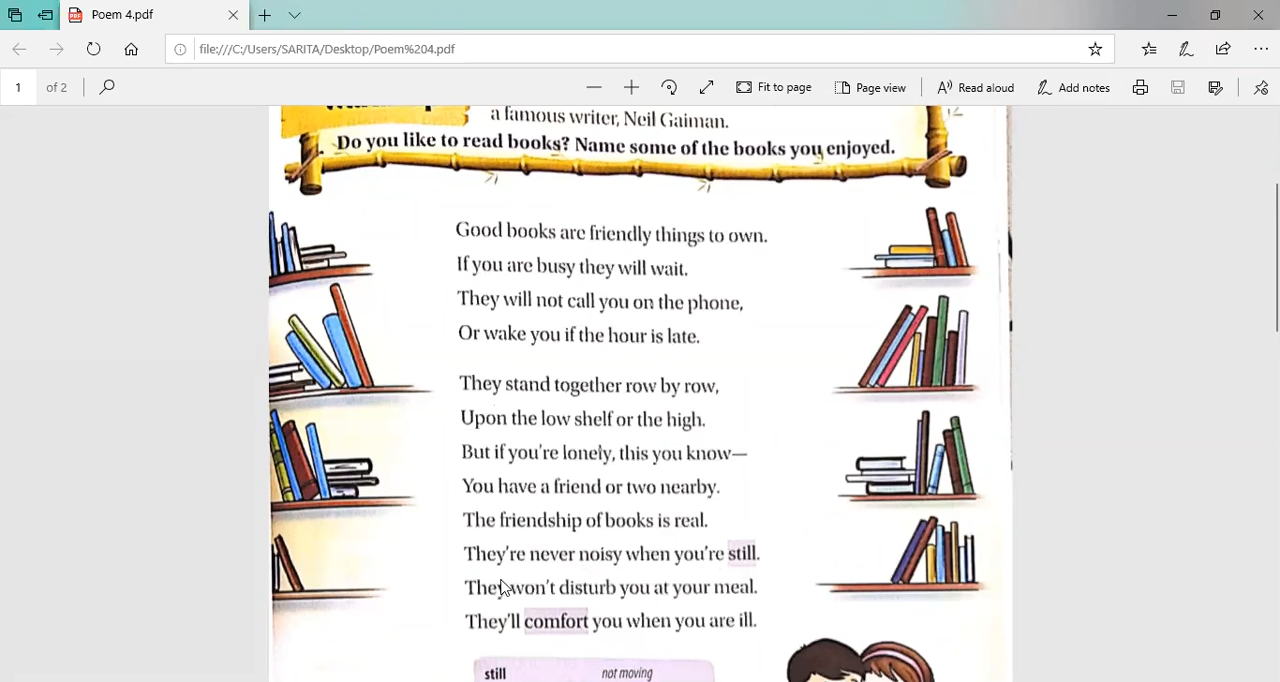 Poem 4.pdf
file:///C:/Users/SARITA/Desktop/Poem%204.pdf
1 of 2 Fit to page Page view Read aloud Add notes
a famous writer, Neil Gaiman.
Do you like to read books? Name some of the books you enjoyed.
Good books are friendly things to own.
If you are busy they will wait.
They will not call you on the phone,
Or wake you if the hour is late.
They stand together row by row,
Upon the low shelf or the high.
But if you're lonely, this you know—
You have a friend or two nearby.
The friendship of books is real.
They're never noisy when you're still.
They won't disturb you at your meal.
They'll comfort you when you are ill.
still not moving